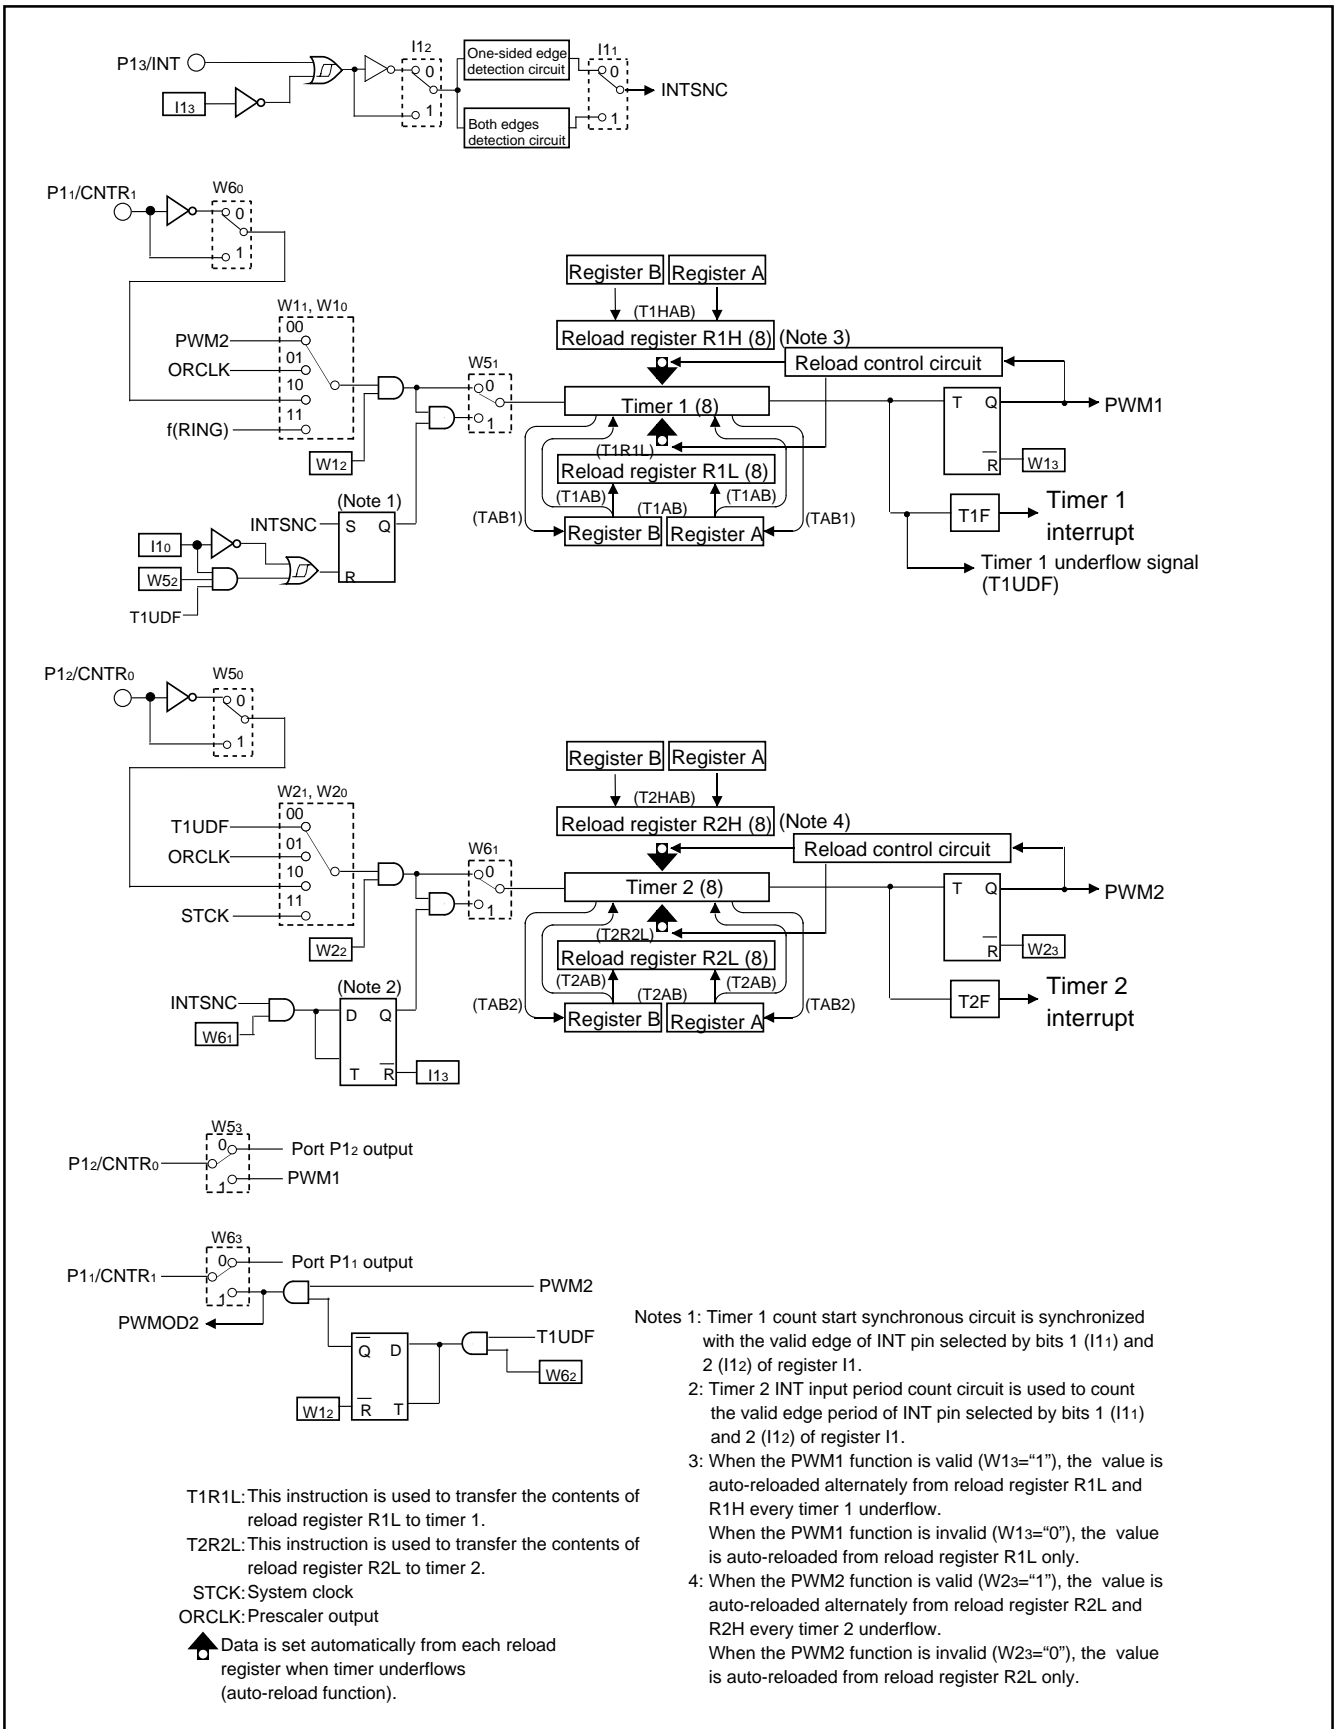 P13/INT
I13
I12
0
1
One-sided edge
detection circuit
Both edges
detection circuit
I11
0
1
INTSNC
P11/CNTR1
W60
0
1
W11, W10
00
01
10
11
PWM2
ORCLK
f(RING)
W12
W51
0
1
(Note 1)
INTSNC
S Q
R
I10
W52
T1UDF
Register B
Register A
(T1HAB)
Reload register R1H (8)
(Note 3)
Reload control circuit
Timer 1 (8)
(T1R1L)
Reload register R1L (8)
(T1AB)
(T1AB)
(T1AB)
(TAB1)
Register B
Register A
(TAB1)
T Q
R
W13
PWM1
T1F
Timer 1
interrupt
Timer 1 underflow signal
(T1UDF)
P12/CNTR0
W50
0
1
W21, W20
00
01
10
11
T1UDF
ORCLK
STCK
W22
W61
0
1
(Note 2)
INTSNC
W61
D Q
T R
I13
Register B
Register A
(T2HAB)
Reload register R2H (8)
(Note 4)
Reload control circuit
Timer 2 (8)
(T2R2L)
Reload register R2L (8)
(T2AB)
(T2AB)
(T2AB)
(TAB2)
Register B
Register A
(TAB2)
T Q
R
W23
PWM2
T2F
Timer 2
interrupt
W53
P12/CNTR0
0
1
Port P12 output
PWM1
W63
P11/CNTR1
0
1
Port P11 output
PWM2
PWMOD2
Q D
R T
T1UDF
W62
W12
Notes 1: Timer 1 count start synchronous circuit is synchronized
with the valid edge of INT pin selected by bits 1 (I11) and
2 (I12) of register I1.
2: Timer 2 INT input period count circuit is used to count
the valid edge period of INT pin selected by bits 1 (I11)
and 2 (I12) of register I1.
3: When the PWM1 function is valid (W13=“1”), the value is
auto-reloaded alternately from reload register R1L and
R1H every timer 1 underflow.
When the PWM1 function is invalid (W13=“0”), the value
is auto-reloaded from reload register R1L only.
4: When the PWM2 function is valid (W23=“1”), the value is
auto-reloaded alternately from reload register R2L and
R2H every timer 2 underflow.
When the PWM2 function is invalid (W23=“0”), the value
is auto-reloaded from reload register R2L only.
T1R1L: This instruction is used to transfer the contents of
reload register R1L to timer 1.
T2R2L: This instruction is used to transfer the contents of
reload register R2L to timer 2.
STCK: System clock
ORCLK: Prescaler output
Data is set automatically from each reload
register when timer underflows
(auto-reload function).